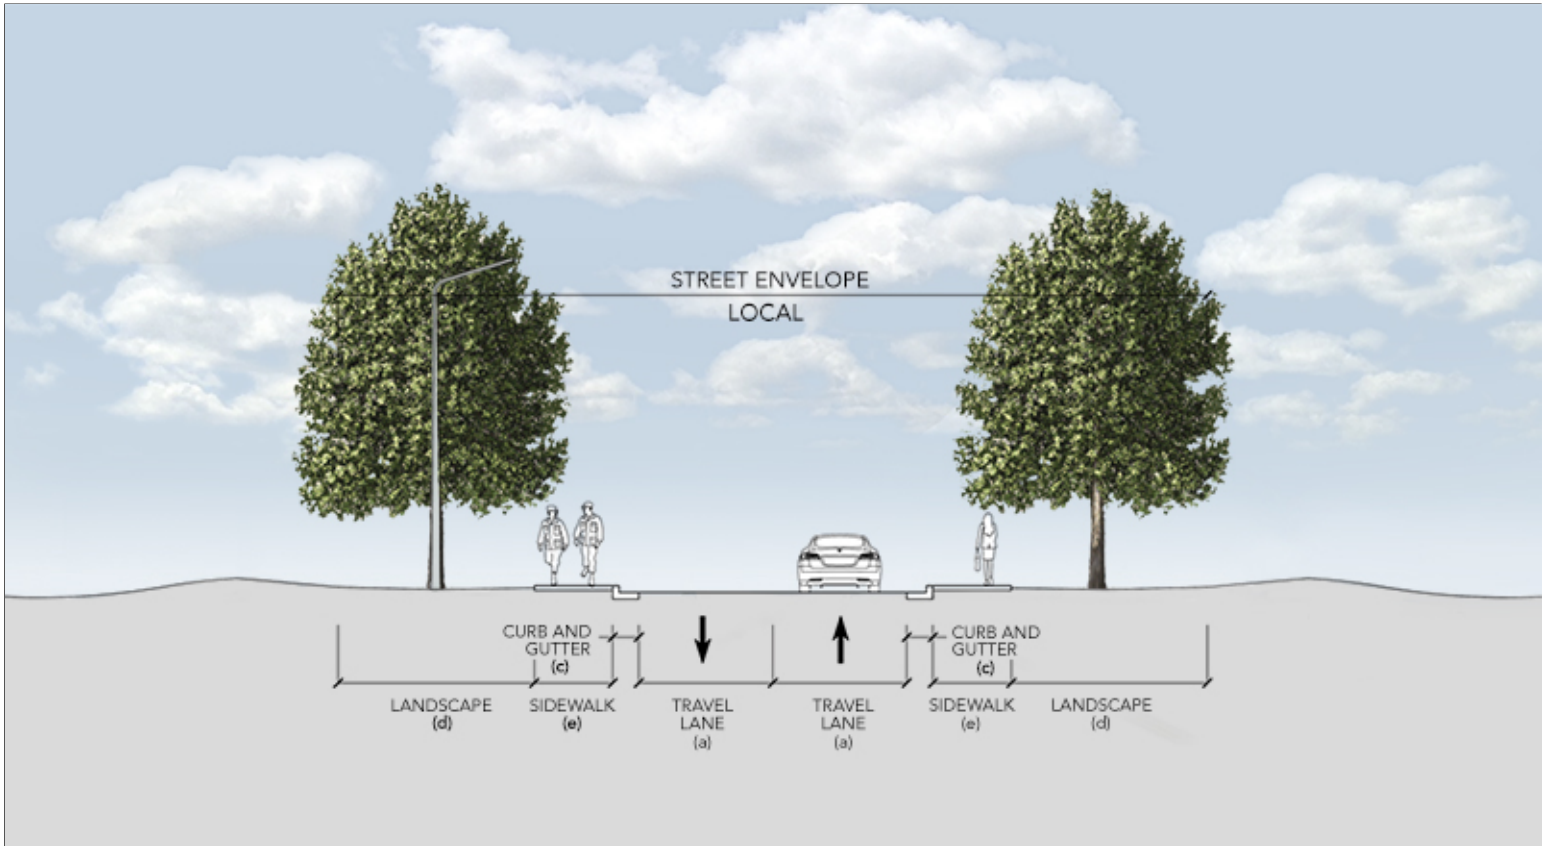 STREET ENVELOPE
LOCAL
CURB AND
GUTTER
(c)
CURB AND
GUTTER
(c)
LANDSCAPE
(d)
SIDEWALK
(e)
TRAVEL
LANE
(a)
TRAVEL
LANE
(a)
SIDEWALK
(e)
LANDSCAPE
(d)